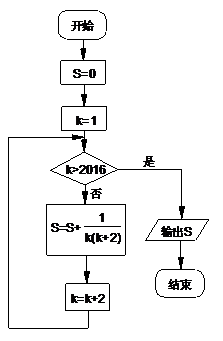 开始
S=0
k=1
k>2016
是
否
S=S+ 1/k(k+2)
输出S
k=k+2
结束